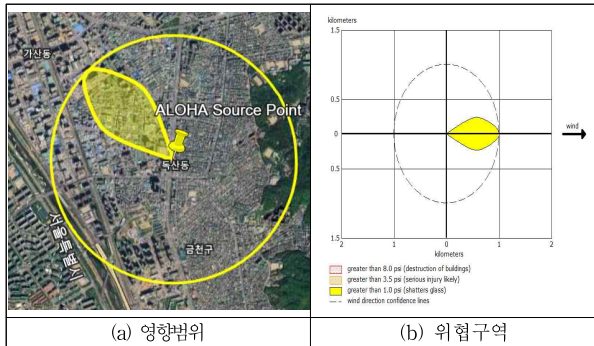 가산동
ALOHA Source Point
독산동
금천구
서울특별시
kilometers
1.5
0.5
0
0.5
1.5
2
1
0
1
2
kilometers
wind
greater than 8.0 psi (destruction of buildings)
greater than 3.5 psi (serious injury likely)
greater than 1.0 psi (shatters glass)
wind direction confidence lines
(a) 영향범위
(b) 위협구역